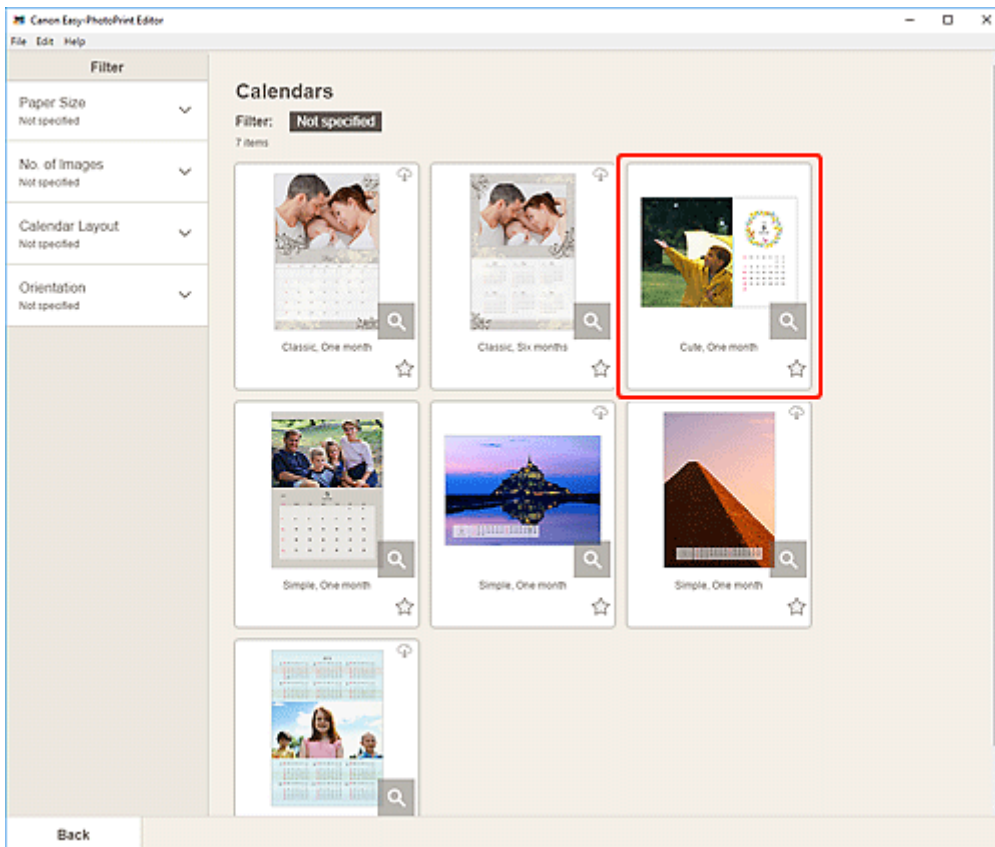 Canon Easy-PhotoPrint Editor
File Edit Help
Filter
Paper Size
Not specified
No. of Images
Not specified
Calendar Layout
Not specified
Orientation
Not specified
Calendars
Filter: Not specified
7 items
Classic, One month
Classic, Six months
Cute, One month
Simple, One month
Simple, One month
Simple, One month
Back